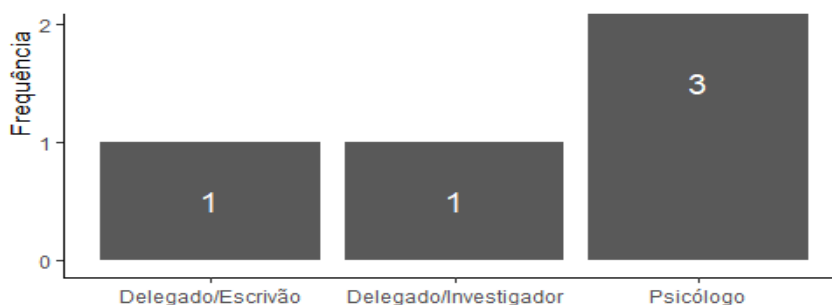 Frequência
2
1
0
1
1
3
Delegado/Escrivão
Delegado/Investigador
Psicólogo